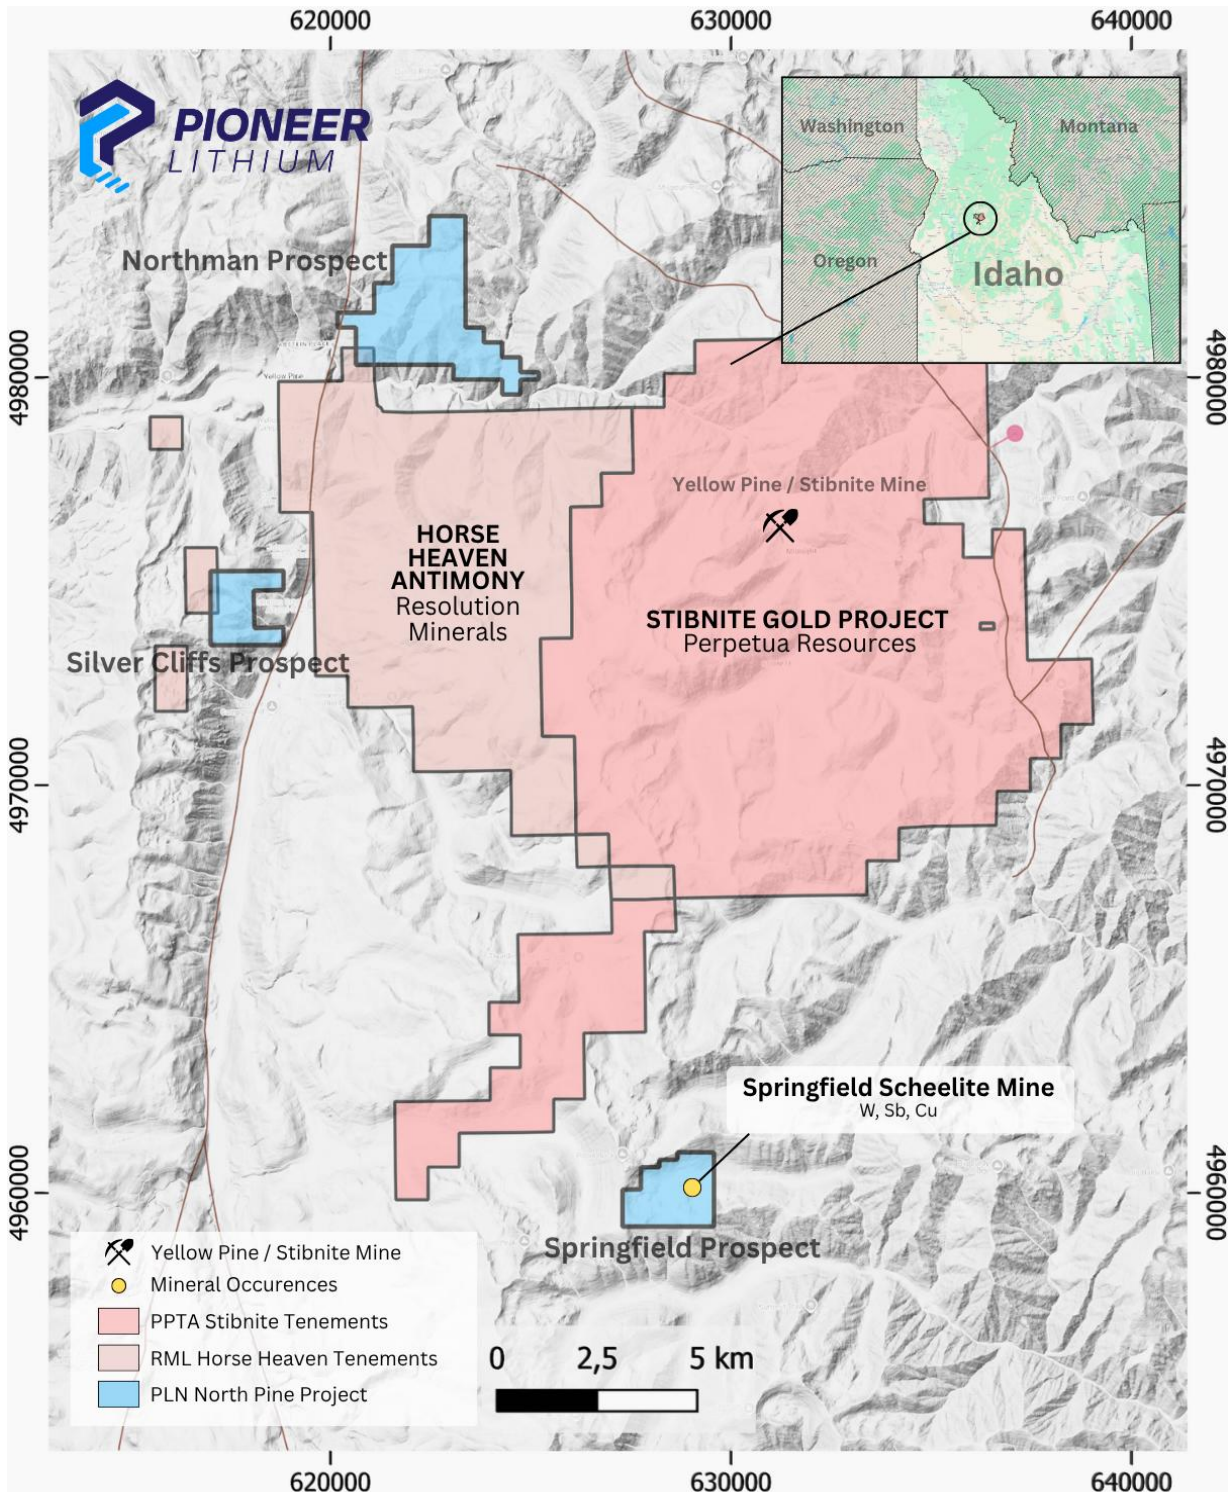 620000
630000
640000
PIONEER
LITHIUM
Washington
Montana
Oregon
Idaho
Northman Prospect
4980000
4980000
Yellow Pine
Yellow Pine / Stibnite Mine
HORSE
HEAVEN
ANTIMONY
Resolution
Minerals
STIBNITE GOLD PROJECT
Perpetua Resources
Silver Cliffs Prospect
4970000
4970000
Springfield Scheelite Mine
W, Sb, Cu
4960000
4960000
Springfield Prospect
Yellow Pine / Stibnite Mine
Mineral Occurences
PPTA Stibnite Tenements
RML Horse Heaven Tenements
PLN North Pine Project
0 2,5 5 km
620000
630000
640000